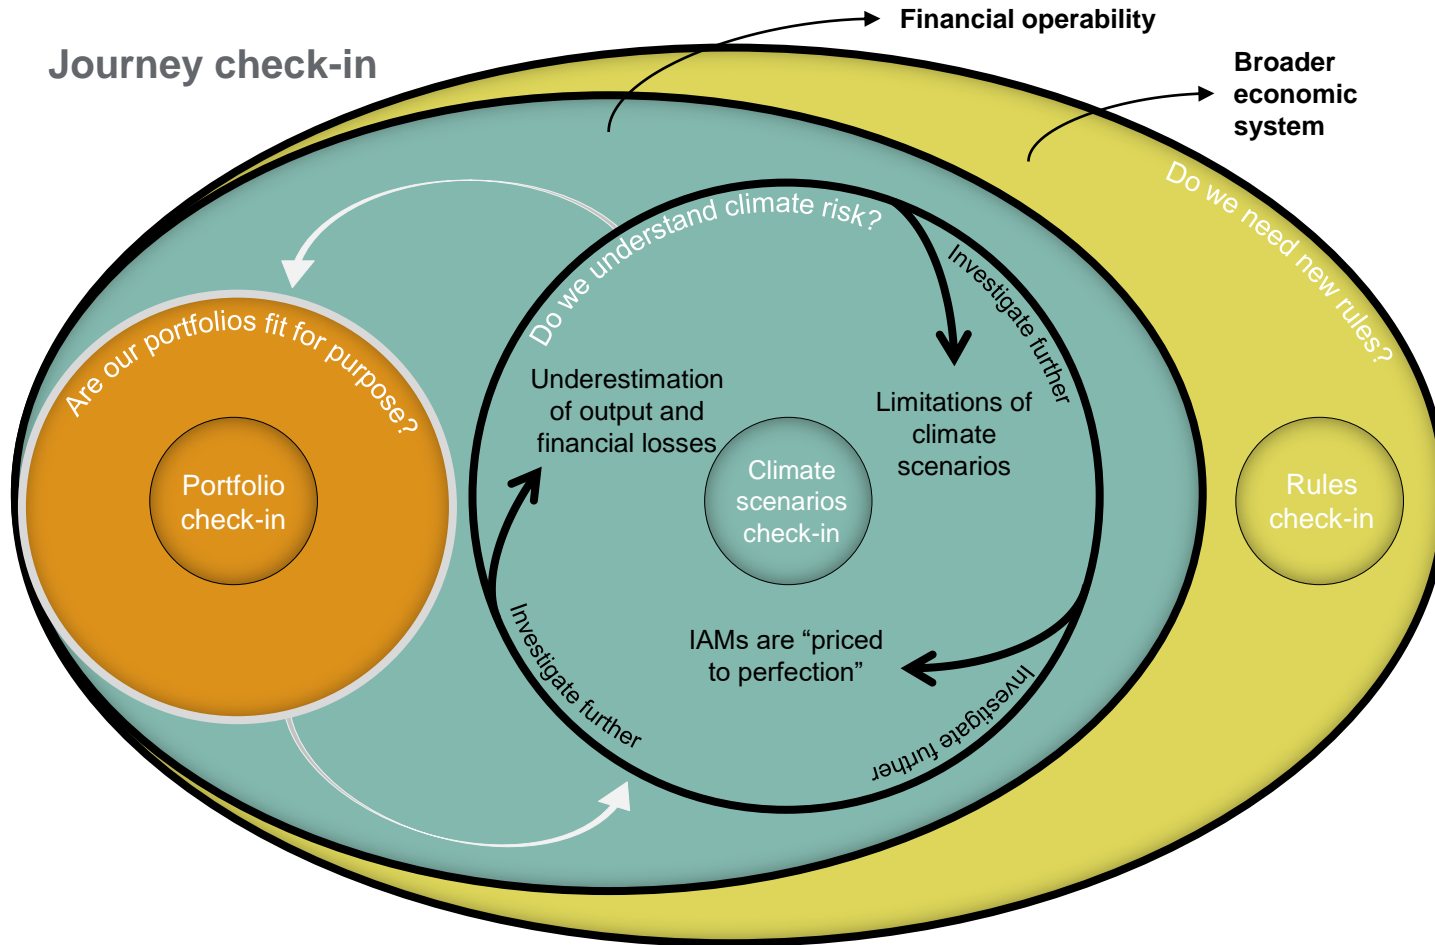 Journey check-in
Financial operability
Broader
economic
system
Do we need new rules?
Do we understand climate risk?
Investigate further
Are our portfolios fit for purpose?
Underestimation
of output and
financial losses
Limitations of
climate
scenarios
Portfolio
check-in
Climate
scenarios
check-in
Rules
check-in
IAMs are “priced
to perfection”
Investigate further
Investigate further